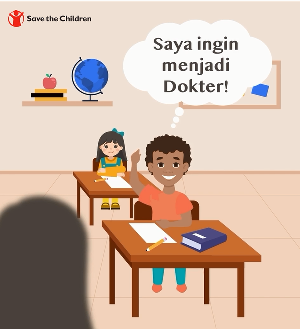 Save the Children
Saya ingin
menjadi
Dokter!